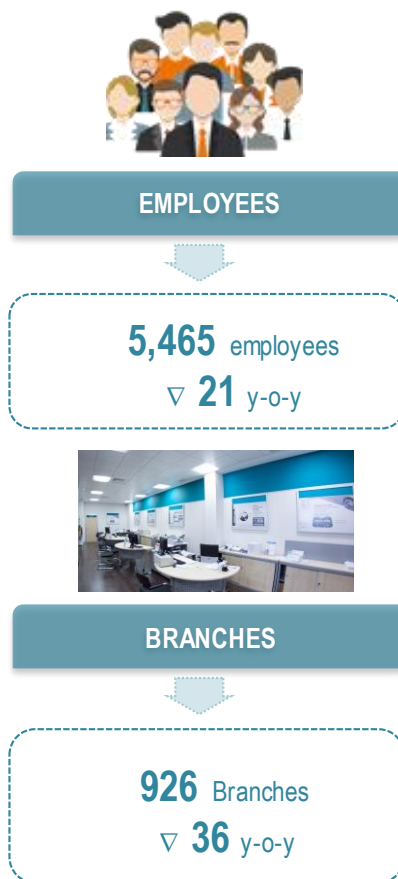 EMPLOYEES
5,465 employees
∇ 21 y-o-y
BRANCHES
926 Branches
∇ 36 y-o-y